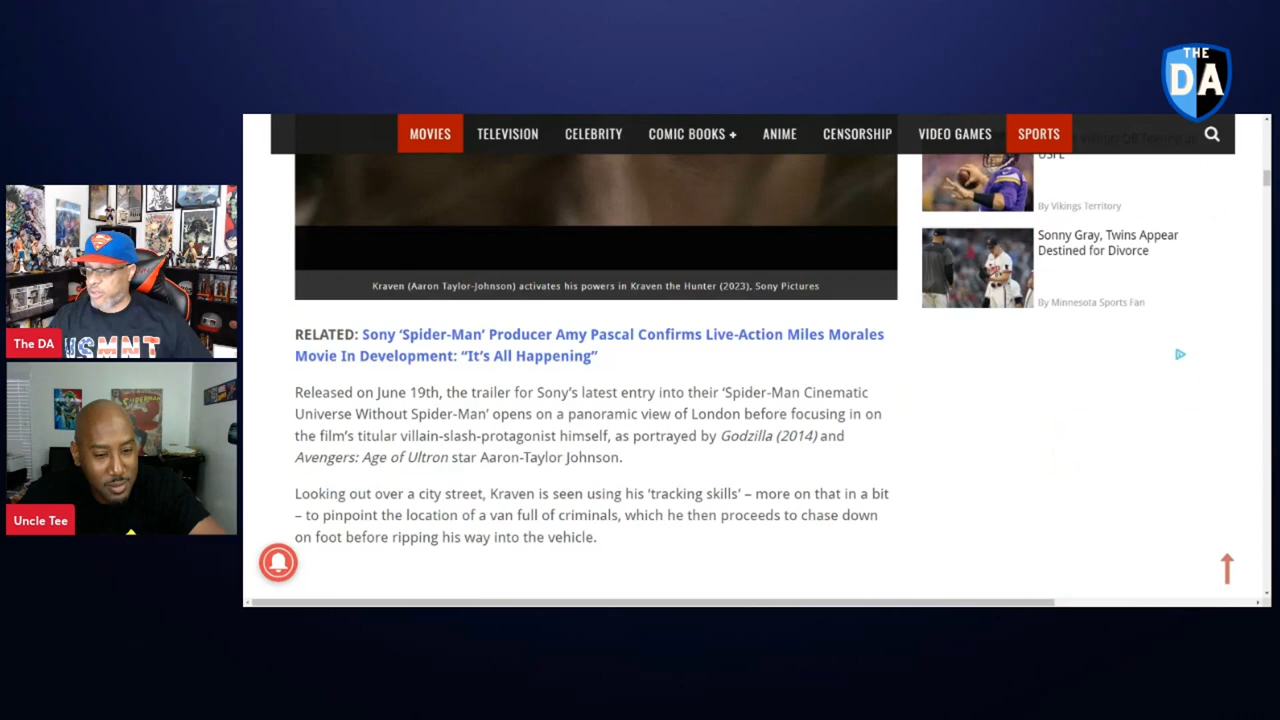 THE
DA
MOVIES TELEVISION CELEBRITY COMIC BOOKS + ANIME CENSORSHIP VIDEO GAMES SPORTS
Kraven (Aaron Taylor-Johnson) activates his powers in Kraven the Hunter (2023), Sony Pictures
RELATED: Sony ‘Spider-Man’ Producer Amy Pascal Confirms Live-Action Miles Morales
Movie In Development: “It’s All Happening”
Released on June 19th, the trailer for Sony’s latest entry into their ‘Spider-Man Cinematic
Universe Without Spider-Man’ opens on a panoramic view of London before focusing in on
the film’s titular villain-slash-protagonist himself, as portrayed by Godzilla (2014) and
Avengers: Age of Ultron star Aaron-Taylor Johnson.
Looking out over a city street, Kraven is seen using his ‘tracking skills’ – more on that in a bit
– to pinpoint the location of a van full of criminals, which he then proceeds to chase down
on foot before ripping his way into the vehicle.
By Vikings Territory
Sonny Gray, Twins Appear
Destined for Divorce
By Minnesota Sports Fan
USMNT
The DA
SUPERMAN
Uncle Tee